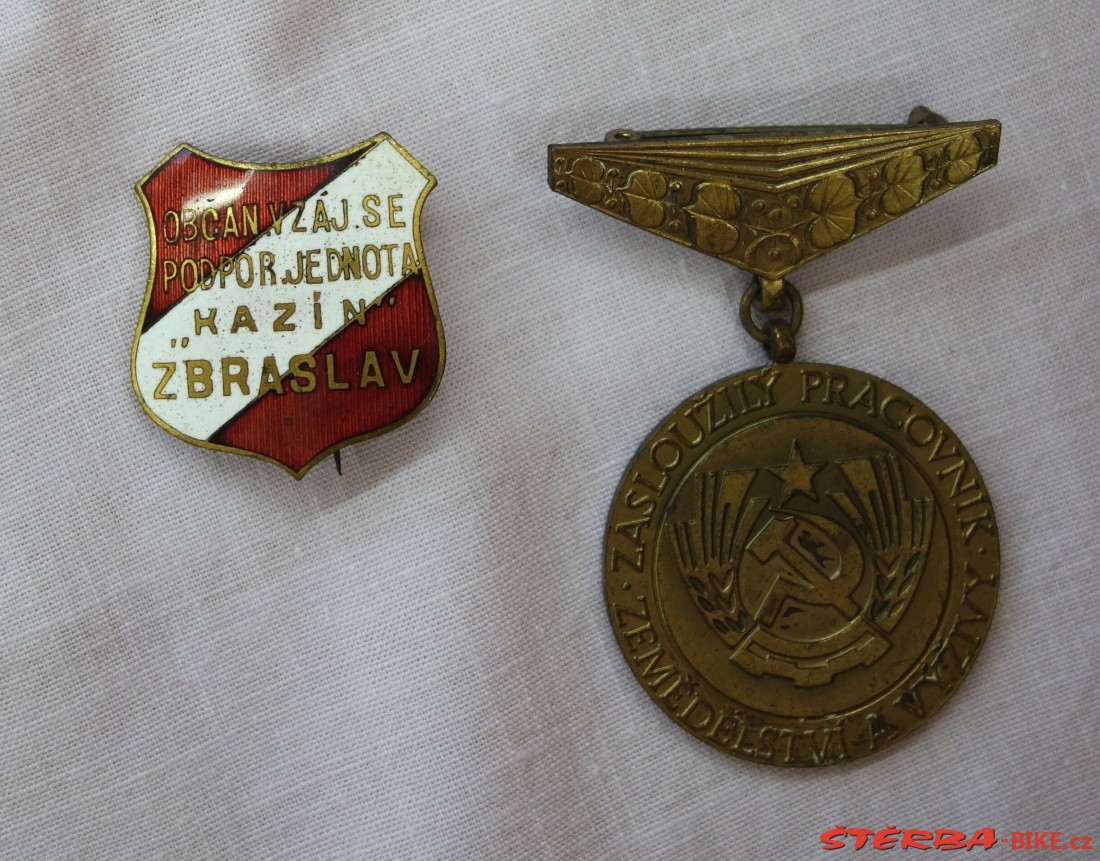 OBČAN.VZÁJ.SE
PODPOR.JEDNOTA
„KAZÍN"
ZBRASLAV
ZASLOUŽILÝ PRACOVNÍK
· ZEMĚDĚLSTVÍ A VÝŽIVY ·
ŠTĚRBA-BIKE.cz